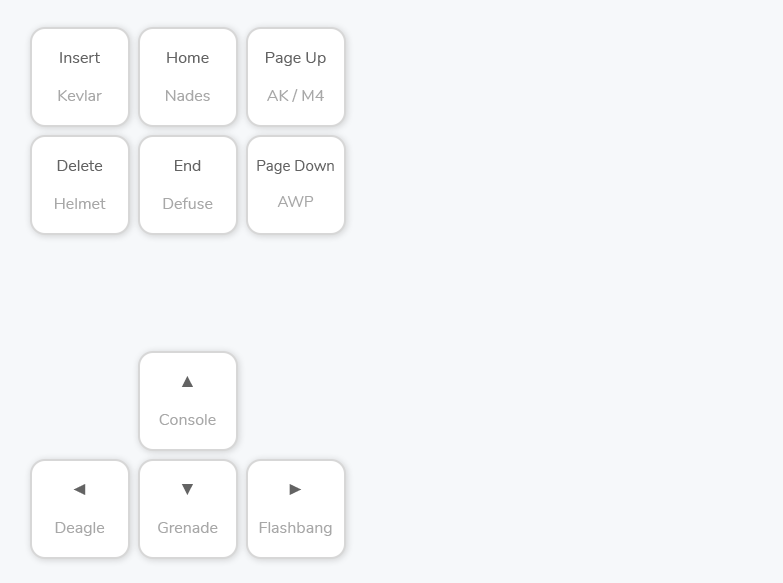 Insert Home Page Up
Kevlar Nades AK / M4
Delete End Page Down
Helmet Defuse AWP
▲
Console
◄ ▼ ►
Deagle Grenade Flashbang